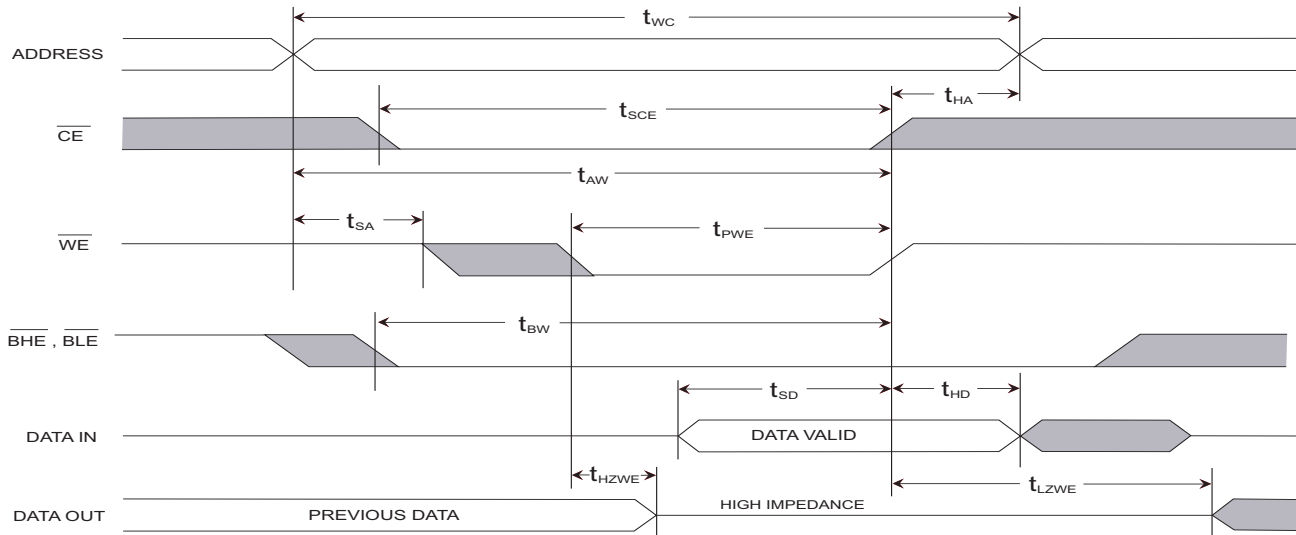 tWC
ADDRESS
tHA
tSCE
CE
tAW
tSA
tPWE
WE
tBW
BHE , BLE
tSD
tHD
DATA IN
DATA VALID
tHZWE
tLZWE
HIGH IMPEDANCE
DATA OUT
PREVIOUS DATA